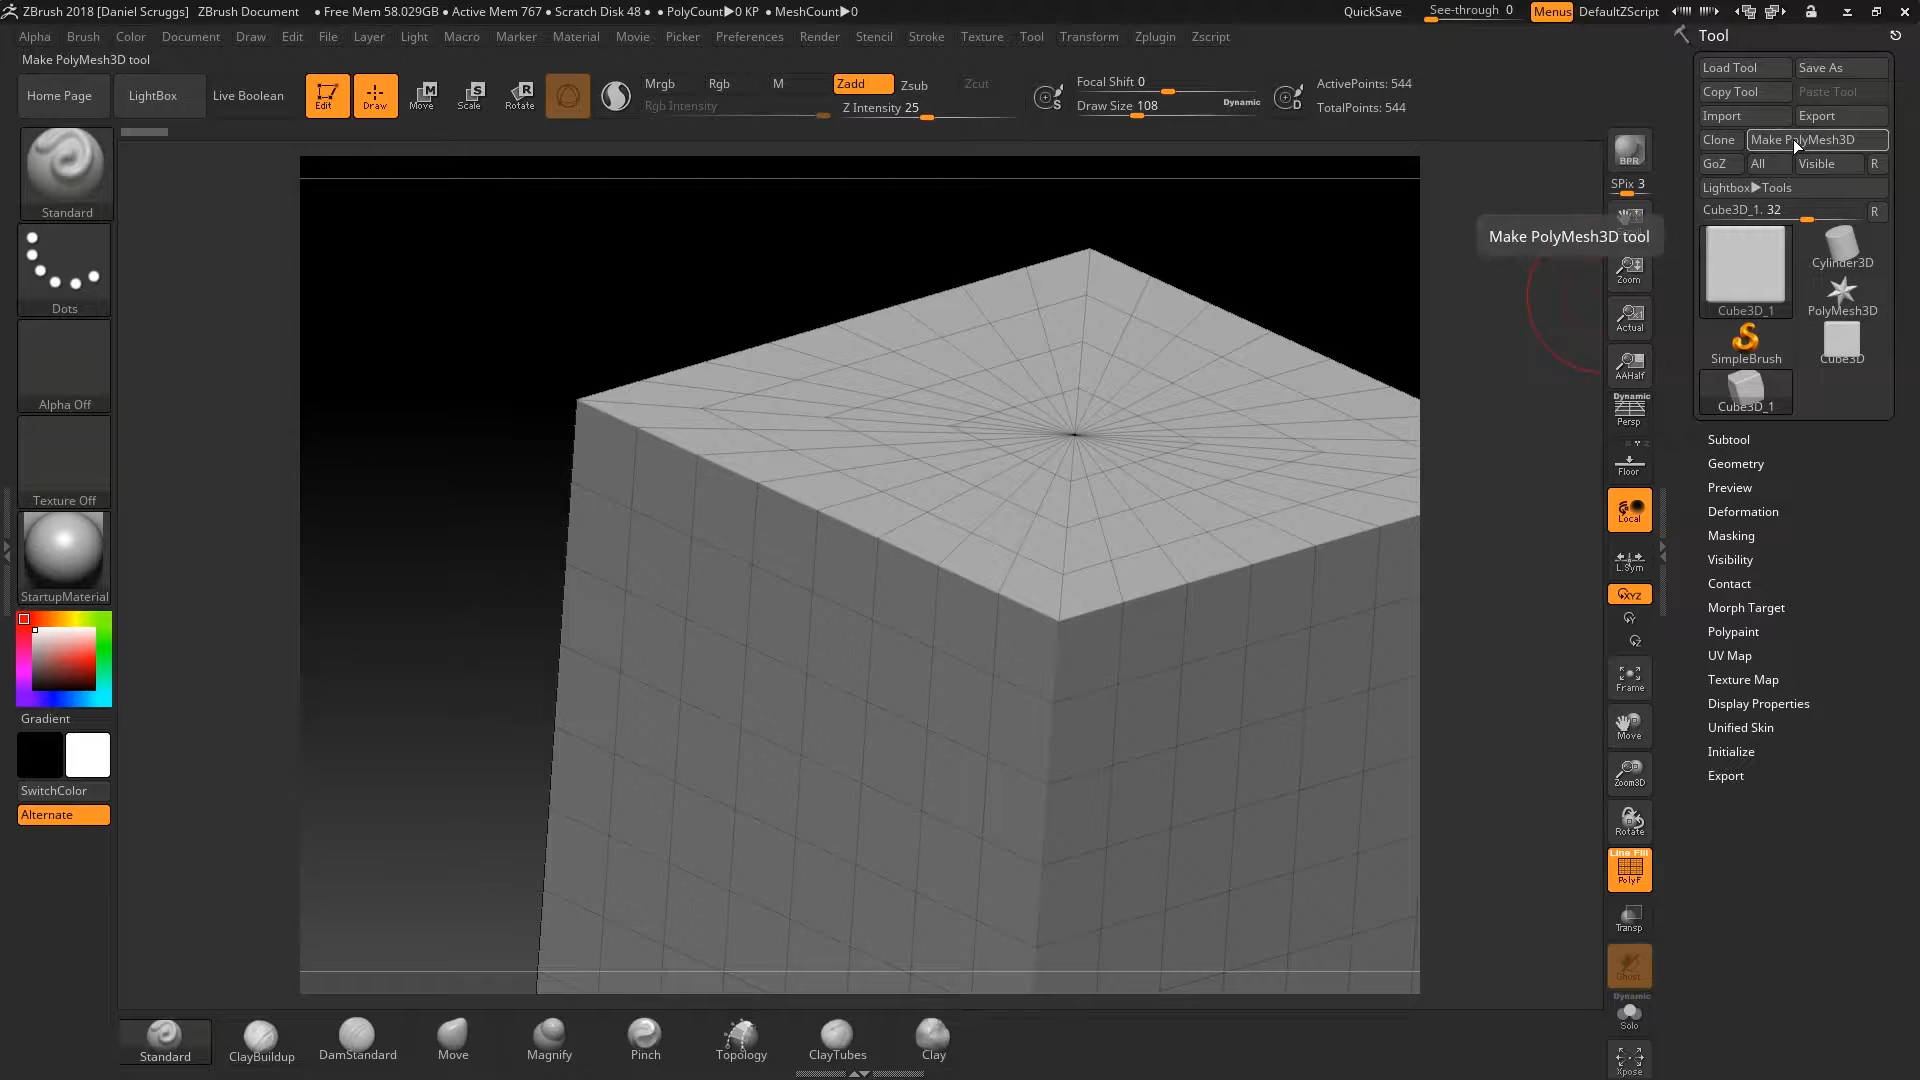 ZBrush 2018 [Daniel Scruggs] ZBrush Document • Free Mem 58.029GB • Active Mem 767 • Scratch Disk 48 • • PolyCount▶0 KP • MeshCount▶0 QuickSave See-through 0 Menus DefaultZScript
Alpha Brush Color Document Draw Edit File Layer Light Macro Marker Material Movie Picker Preferences Render Stencil Stroke Texture Tool Transform Zplugin Zscript
Make PolyMesh3D tool
Home Page LightBox Live Boolean Edit Draw Move Scale Rotate
Mrgb Rgb M Zadd Zsub Zcut
Rgb Intensity Z Intensity 25
Focal Shift 0
Draw Size 108 Dynamic
ActivePoints: 544
TotalPoints: 544
Standard
Dots
Alpha Off
Texture Off
StartupMaterial
Gradient
SwitchColor
Alternate
Make PolyMesh3D tool
BPR
SPix 3
Zoom
Actual
AAHalf
Dynamic
Persp
Floor
Local
L.Sym
XYZ
Y
Z
Frame
Move
Zoom3D
Rotate
Line Fill
PolyF
Transp
Ghost
Dynamic
Solo
Xpose
Tool
Load Tool Save As
Copy Tool Paste Tool
Import Export
Clone Make PolyMesh3D
GoZ All Visible R
Lightbox▶Tools
Cube3D_1. 32 R
Cylinder3D
Cube3D_1 PolyMesh3D
SimpleBrush Cube3D
Cube3D_1
Subtool
Geometry
Preview
Deformation
Masking
Visibility
Contact
Morph Target
Polypaint
UV Map
Texture Map
Display Properties
Unified Skin
Initialize
Export
Standard ClayBuildup DamStandard Move Magnify Pinch Topology ClayTubes Clay